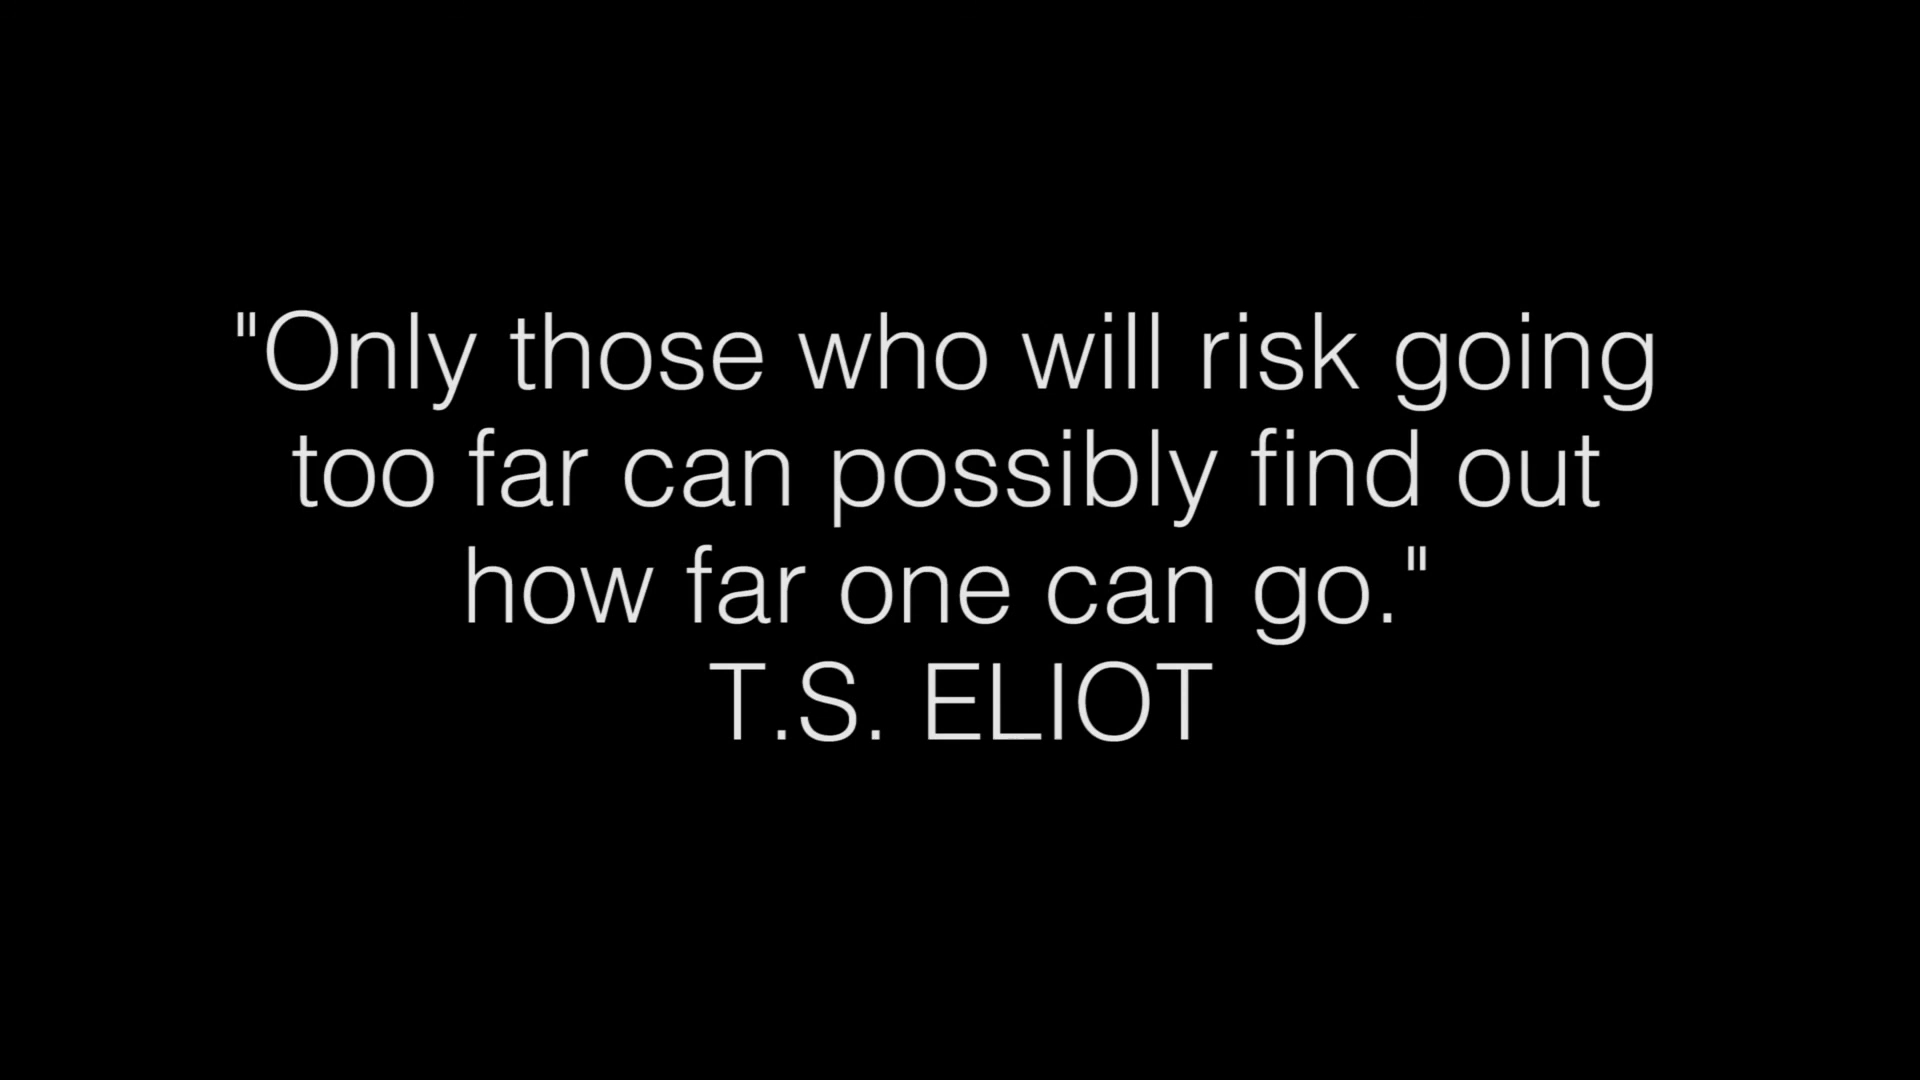 "Only those who will risk going
too far can possibly find out
how far one can go."
T.S. ELIOT